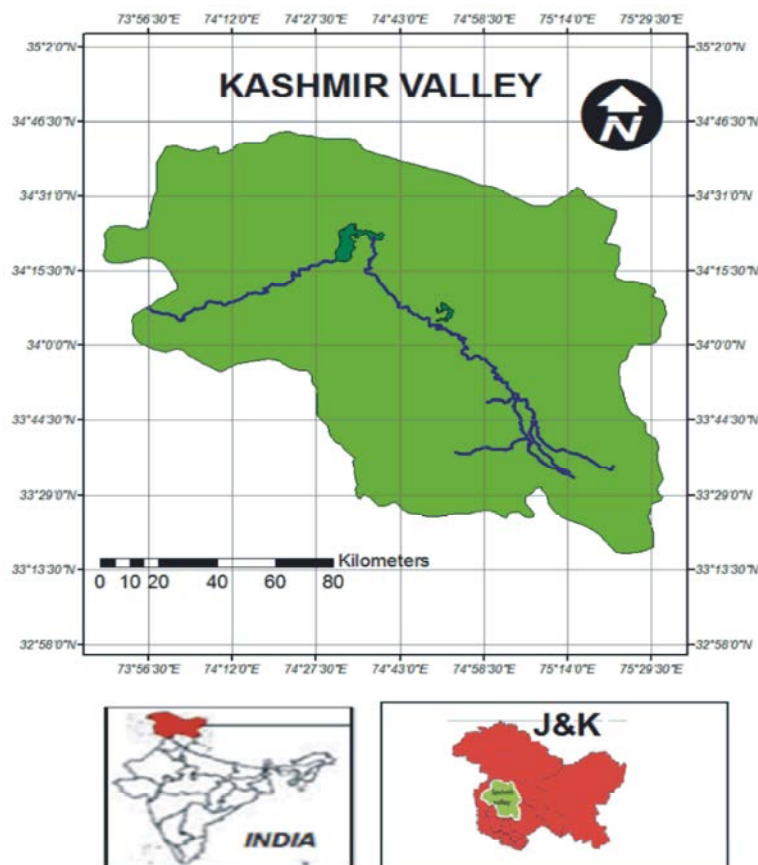 73°56'30"E 74°12'0"E 74°27'30"E 74°43'0"E 74°58'30"E 75°14'0"E 75°29'30"E
35°2'0"N 35°2'0"N
KASHMIR VALLEY
N
34°46'30"N 34°46'30"N
34°31'0"N 34°31'0"N
34°15'30"N 34°15'30"N
34°0'0"N 34°0'0"N
33°44'30"N 33°44'30"N
33°29'0"N 33°29'0"N
Kilometers
33°13'30"N 33°13'30"N
0 10 20 40 60 80
32°58'0"N 32°58'0"N
73°56'30"E 74°12'0"E 74°27'30"E 74°43'0"E 74°58'30"E 75°14'0"E 75°29'30"E
J&K
INDIA